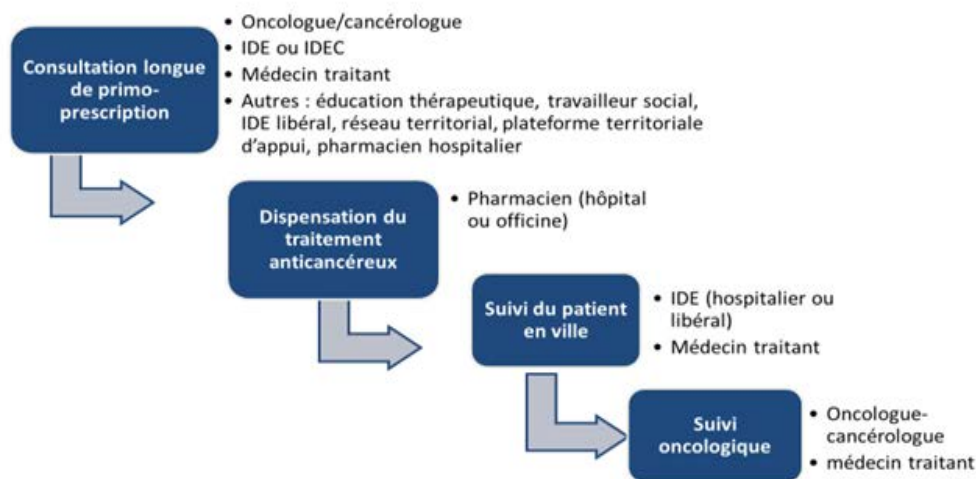 Consultation longue
de primo-
prescription
• Oncologue/cancérologue
• IDE ou IDEC
• Médecin traitant
• Autres : éducation thérapeutique, travailleur social,
IDE libéral, réseau territorial, plateforme territoriale
d'appui, pharmacien hospitalier
Dispensation du
traitement
anticancéreux
• Pharmacien (hôpital
ou officine)
Suivi du patient
en ville
• IDE (hospitalier ou
libéral)
• Médecin traitant
Suivi
oncologique
• Oncologue-
cancérologue
• médecin traitant